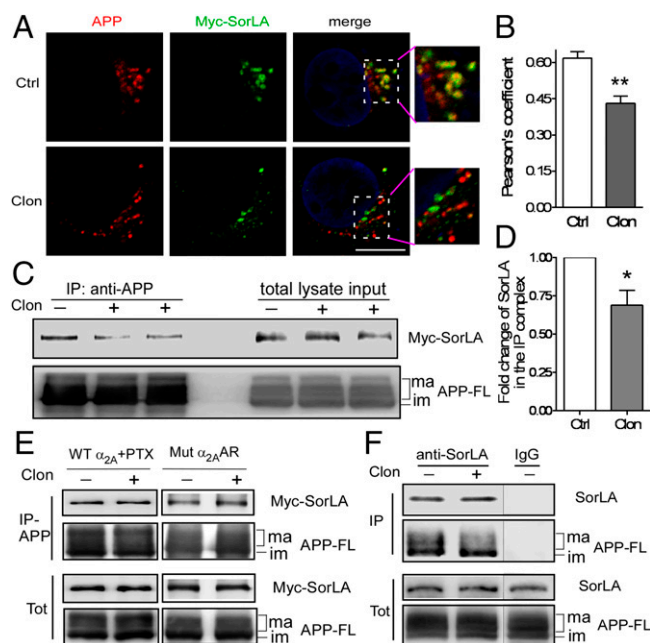 A
APP
Myc-SorLA
merge
Ctrl
Clon
B
Pearson's coefficient
0.60
0.45
0.30
0.15
0.00
**
Ctrl
Clon
C
IP: anti-APP
total lysate input
Clon
— + + — + +
Myc-SorLA
ma
im
APP-FL
D
Fold change of SorLA
in the IP complex
1.00
0.75
0.50
0.25
0.00
*
Ctrl
Clon
E
WT α2A+PTX
Mut α2AAR
Clon
— + — +
IP-
APP
Myc-SorLA
ma
im
APP-FL
Tot
Myc-SorLA
ma
im
APP-FL
F
anti-SorLA
IgG
Clon
— + —
IP
SorLA
ma
im
APP-FL
Tot
SorLA
ma
im
APP-FL